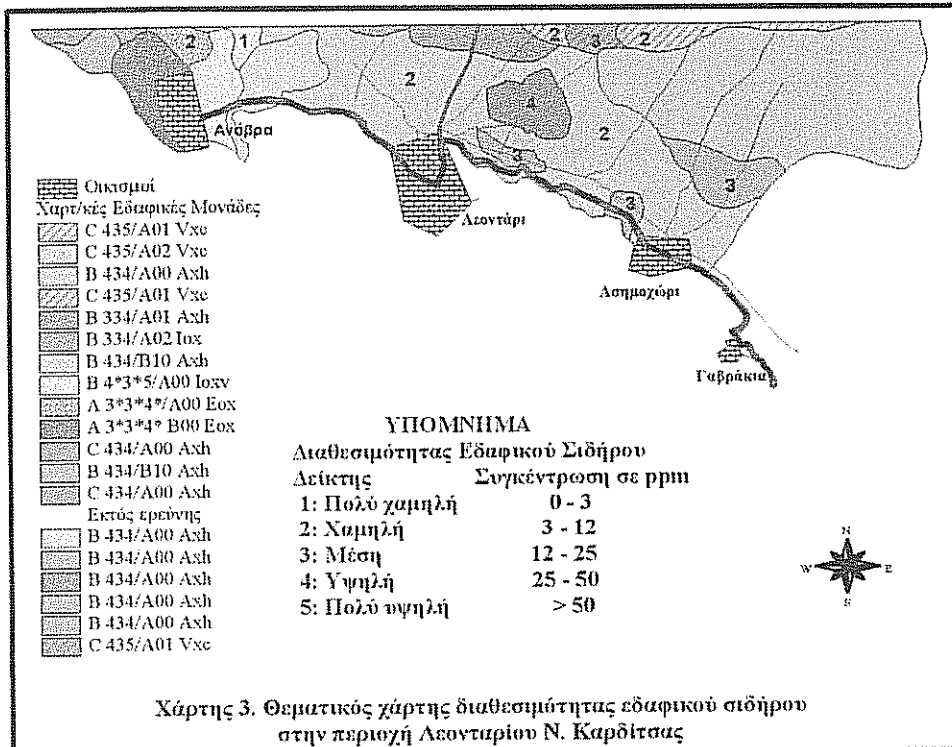 2
1
2
3
2
2
4
2
3
3
3
Ανάβρα
Λεοντάρι
Ασημοχώρι
Γαβράκια
Οικισμοί
Χαρτ/κές Εδαφικές Μονάδες
C 435/A01 Vxc
C 435/A02 Vxc
B 434/A00 Axh
C 435/A01 Vxc
B 334/A01 Axh
B 334/A02 Iox
B 434/B10 Axh
B 4*3*5/A00 Ioxv
A 3*3*4*/A00 Eox
A 3*3*4* B00 Eox
C 434/A00 Axh
B 434/B10 Axh
C 434/A00 Axh
Εκτός ερεύνης
B 434/A00 Axh
B 434/A00 Axh
B 434/A00 Axh
B 434/A00 Axh
B 434/A00 Axh
C 435/A01 Vxc
ΥΠΟΜΝΗΜΑ
Διαθεσιμότητας Εδαφικού Σιδήρου
Δείκτης Συγκέντρωση σε ppm
1: Πολύ χαμηλή 0 - 3
2: Χαμηλή 3 - 12
3: Μέση 12 - 25
4: Υψηλή 25 - 50
5: Πολύ υψηλή > 50
N
W E
S
Χάρτης 3. Θεματικός χάρτης διαθεσιμότητας εδαφικού σιδήρου
στην περιοχή Λεονταρίου Ν. Καρδίτσας